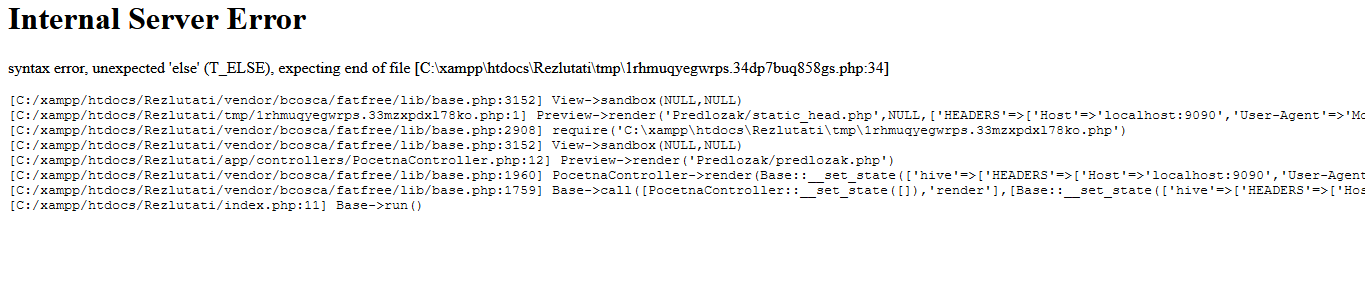 Internal Server Error
syntax error, unexpected 'else' (T_ELSE), expecting end of file [C:\xampp\htdocs\Rezlutati\tmp\1rhmuqyegwrps.34dp7buq858gs.php:34]
[C:/xampp/htdocs/Rezlutati/vendor/bcosca/fatfree/lib/base.php:3152] View->sandbox(NULL,NULL)
[C:/xampp/htdocs/Rezlutati/tmp/1rhmuqyegwrps.33mzxpdxl78ko.php:1] Preview->render('Predlozak/static_head.php',NULL,['HEADERS'=>['Host'=>'localhost:9090','User-Agent'=>'Mo
[C:/xampp/htdocs/Rezlutati/vendor/bcosca/fatfree/lib/base.php:2908] require('C:\xampp\htdocs\Rezlutati\tmp\1rhmuqyegwrps.33mzxpdxl78ko.php')
[C:/xampp/htdocs/Rezlutati/vendor/bcosca/fatfree/lib/base.php:3152] View->sandbox(NULL,NULL)
[C:/xampp/htdocs/Rezlutati/app/controllers/PocetnaController.php:12] Preview->render('Predlozak/predlozak.php')
[C:/xampp/htdocs/Rezlutati/vendor/bcosca/fatfree/lib/base.php:1960] PocetnaController->render(Base::__set_state(['hive'=>['HEADERS'=>['Host'=>'localhost:9090','User-Agent
[C:/xampp/htdocs/Rezlutati/vendor/bcosca/fatfree/lib/base.php:1759] Base->call([PocetnaController::__set_state([]),'render'],[Base::__set_state(['hive'=>['HEADERS'=>['Hos
[C:/xampp/htdocs/Rezlutati/index.php:11] Base->run()